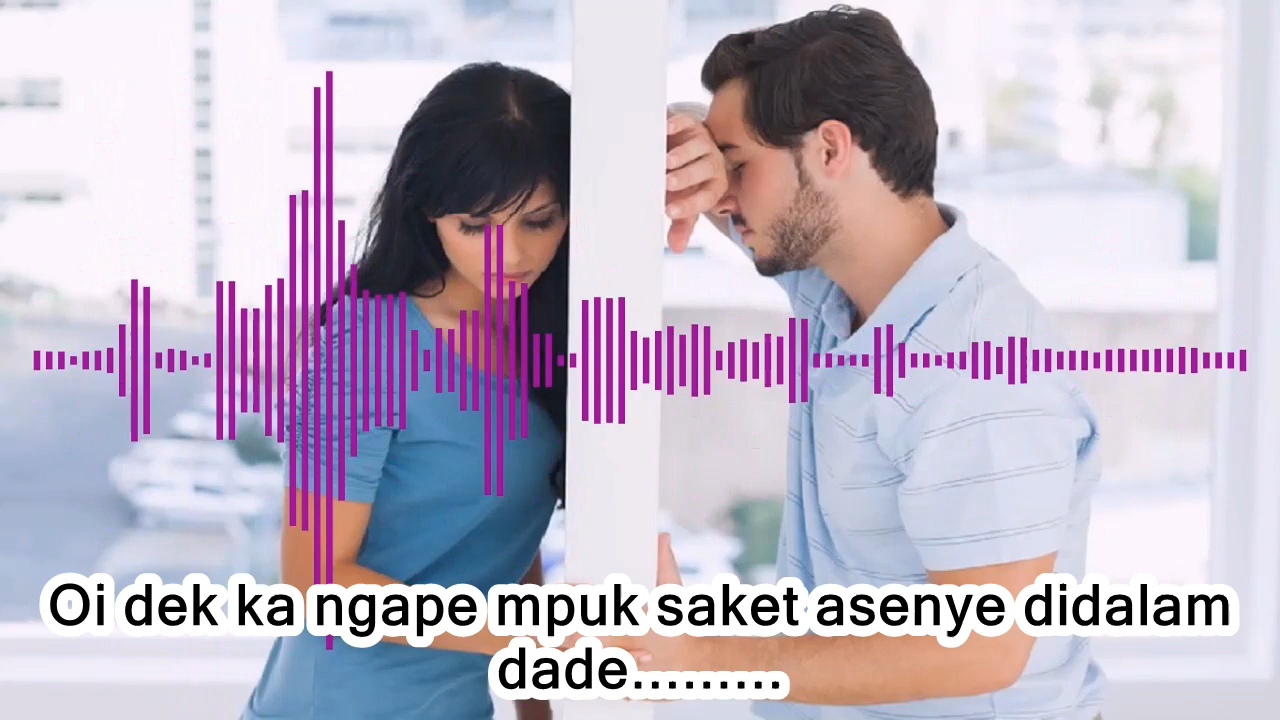 Oi dek ka ngape mpuk saket asenye didalam
dade.........